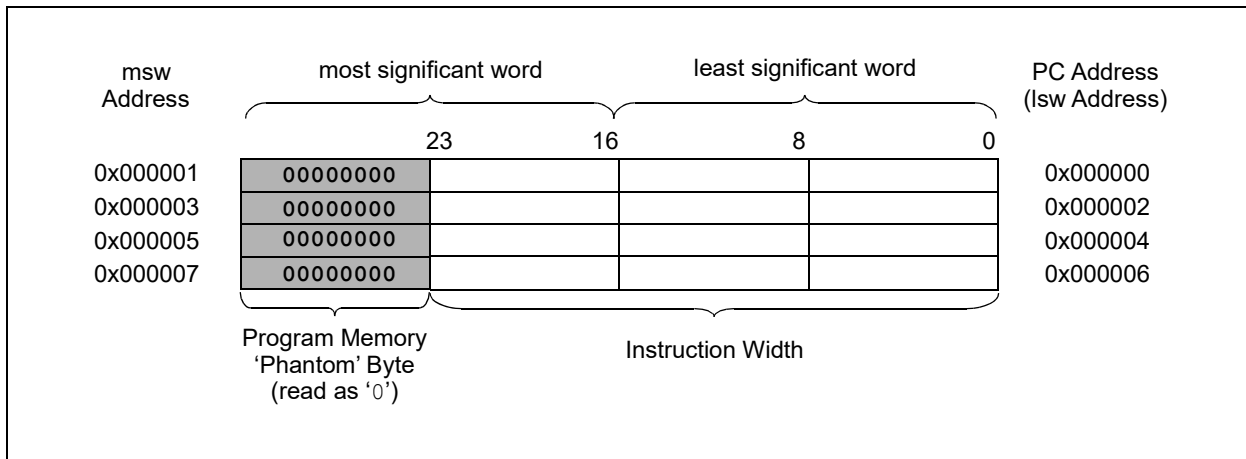 msw
Address
most significant word
least significant word
PC Address
(lsw Address)
23
16
8
0
0x000001
00000000
0x000000
0x000003
00000000
0x000002
0x000005
00000000
0x000004
0x000007
00000000
0x000006
Program Memory
‘Phantom’ Byte
(read as ‘0’)
Instruction Width